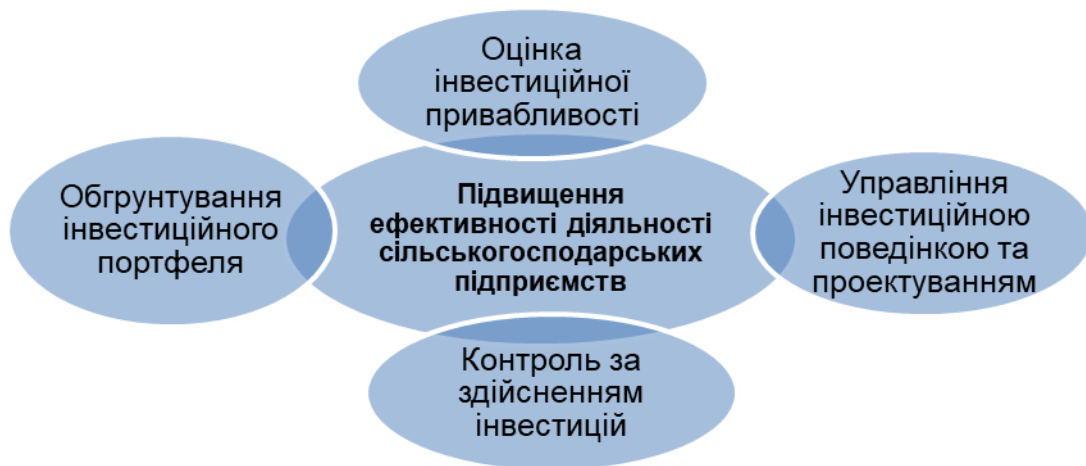 Оцінка
інвестиційної
привабливості
Обгрунтування
інвестиційного
портфеля
Підвищення
ефективності діяльності
сільськогосподарських
підприємств
Управління
інвестиційною
поведінкою та
проектуванням
Контроль за
здійсненням
інвестицій